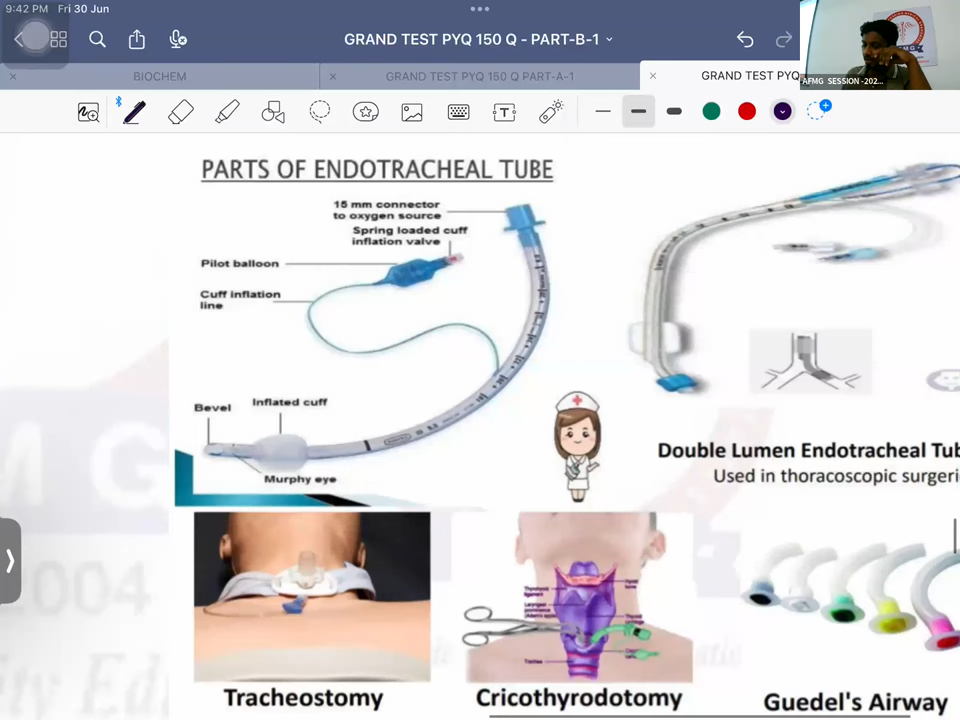 9:42 PM Fri 30 Jun
GRAND TEST PYQ 150 Q - PART-B-1
BIOCHEM
GRAND TEST PYQ 150 Q PART-A-1
GRAND TEST PYQ
AFMG SESSION -202...
PARTS OF ENDOTRACHEAL TUBE
15 mm connector
to oxygen source
Spring loaded cuff
inflation valve
Pilot balloon
Cuff inflation
line
Bevel
Inflated cuff
Murphy eye
Double Lumen Endotracheal Tub
Used in thoracoscopic surgeri
Tracheostomy
Cricothyrodotomy
Guedel's Airway
Trachea
M G
2004